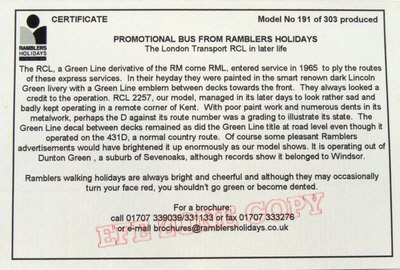 CERTIFICATE
Model No 191 of 303 produced
RAMBLERS
HOLIDAYS
PROMOTIONAL BUS FROM RAMBLERS HOLIDAYS
The London Transport RCL in later life
The RCL, a Green Line derivative of the RM come RML, entered service in 1965 to ply the routes
of these express services. In their heyday they were painted in the smart renown dark Lincoln
Green livery with a Green Line emblem between decks towards the front. They always looked a
credit to the operation. RCL 2257, our model, managed in its later days to look rather sad and
badly kept operating in a remote corner of Kent. With poor paint work and numerous dents in its
metalwork, perhaps the D against its route number was a grading to illustrate its state. The
Green Line decal between decks remained as did the Green Line title at road level even though it
operated on the 431D, a normal country route. Of course some pleasant Ramblers
advertisements would have brightened it up enormously as our model shows. It is operating out of
Dunton Green , a suburb of Sevenoaks, although records show it belonged to Windsor.
Ramblers walking holidays are always bright and cheerful and although they may occasionally
turn your face red, you shouldn't go green or become dented.
For a brochure:
call 01707 339039/331133 or fax 01707 333276
or e-mail brochures@ramblersholidays.co.uk
EFE ZONE COPY